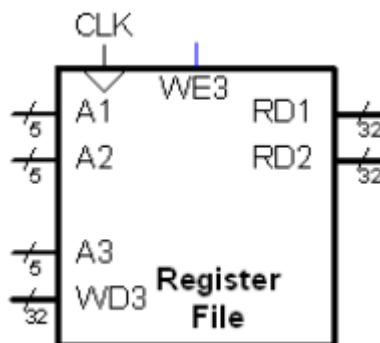 CLK
WE3
A1 RD1
5 32
A2 RD2
5 32
A3
5
WD3
32
Register
File